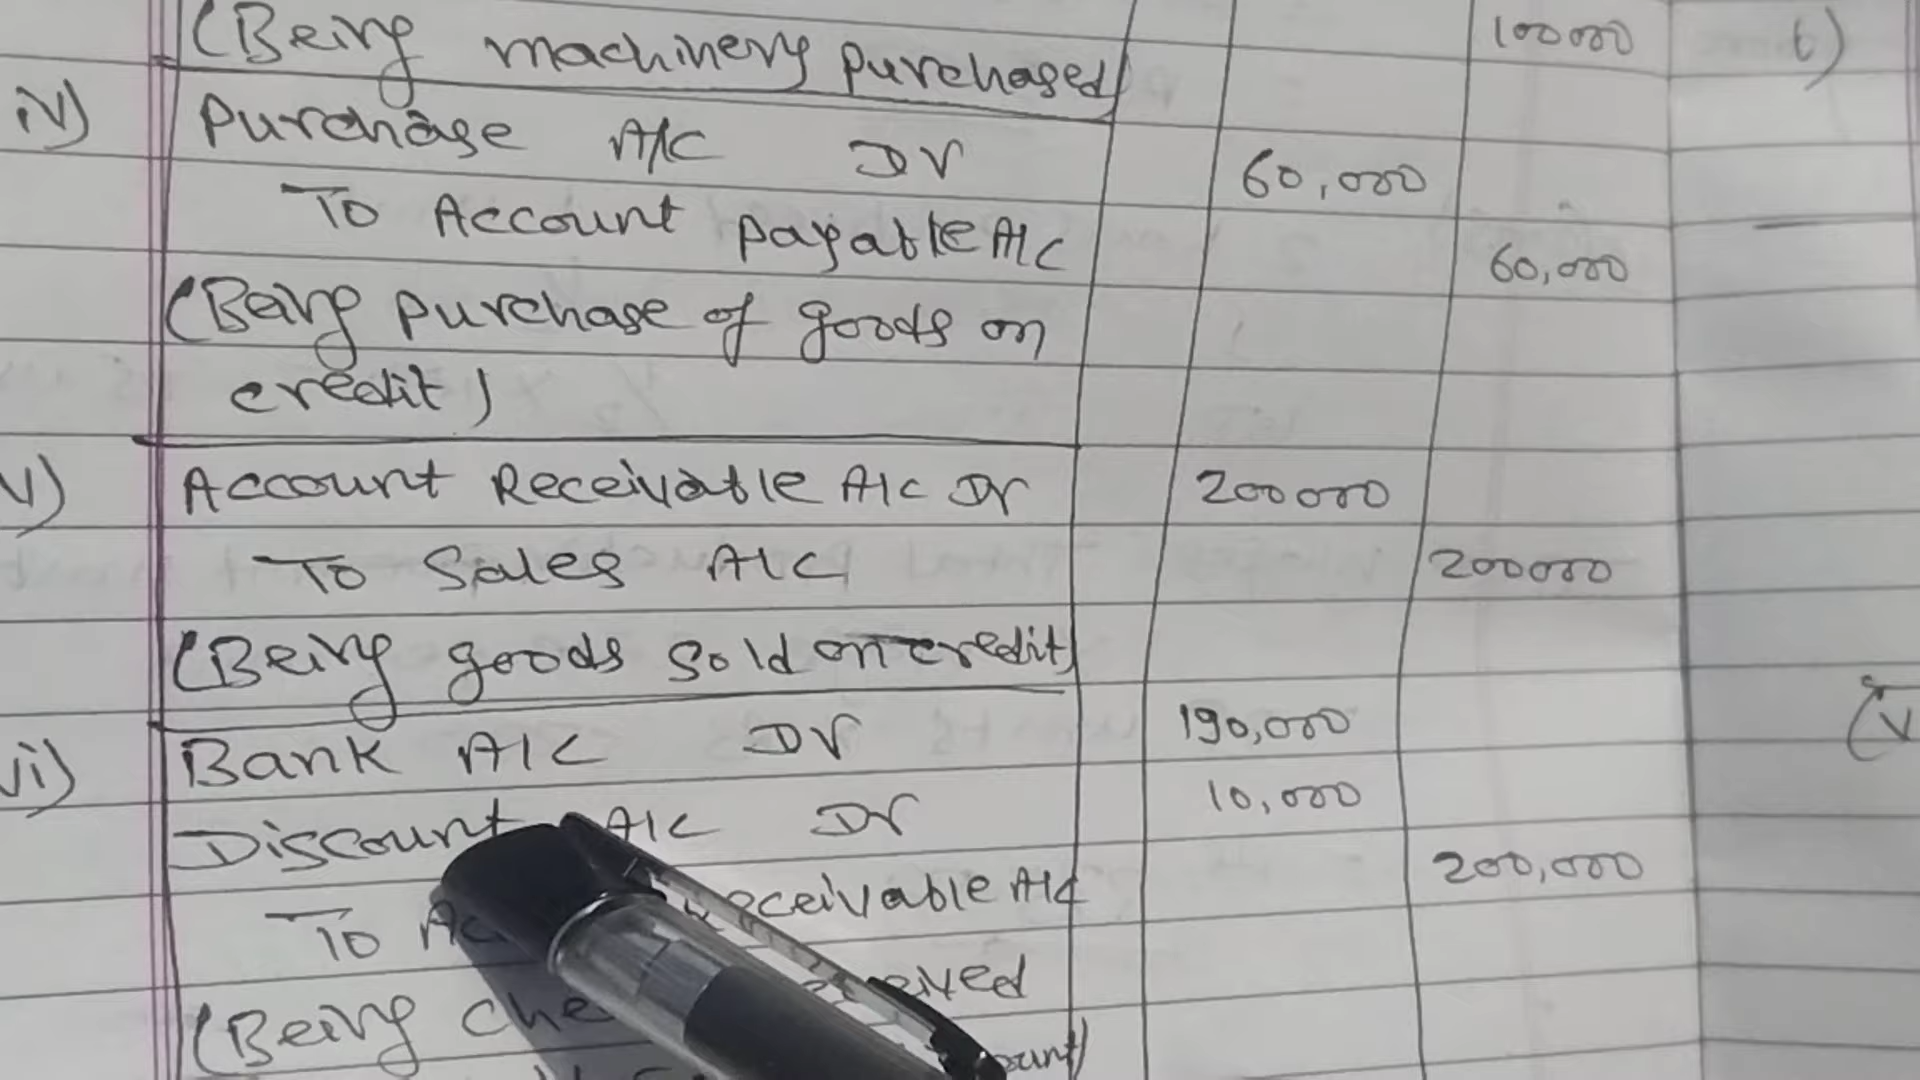 100000
(Being machinery purchased)
iv) Purchase A/C Dr 60,000
To Account payable A/C 60,000
(Being purchase of goods on
credit)
v) Account Receivable A/C Dr 200000
To Sales A/C 200000
(Being goods sold on credit)
vi) Bank A/C Dr 190,000
Discount A/C Dr 10,000
To Receivable A/C 200,000
(Being